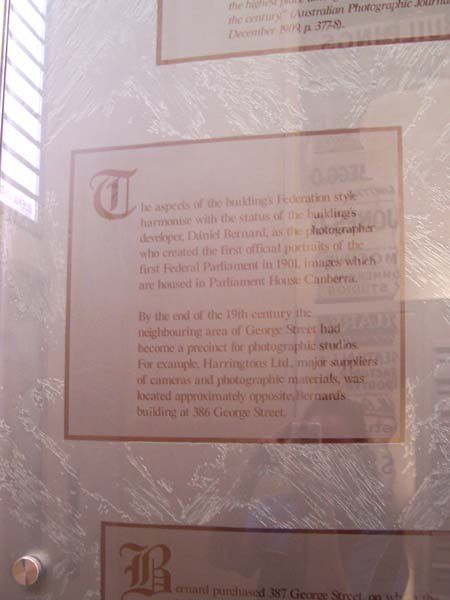 the century." (Australian Photographic Journal
December 1909, p. 377-8).
The aspects of the building's Federation style
harmonise with the status of the building's
developer, Daniel Bernard, as the photographer
who created the first official portraits of the
first Federal Parliament in 1901, images which
are housed in Parliament House Canberra.
By the end of the 19th century the
neighbouring area of George Street had
become a precinct for photographic studios.
For example, Harringtons Ltd., major suppliers
of cameras and photographic materials, was
located approximately opposite Bernard's
building at 386 George Street.
Bernard purchased 387 George Street, on